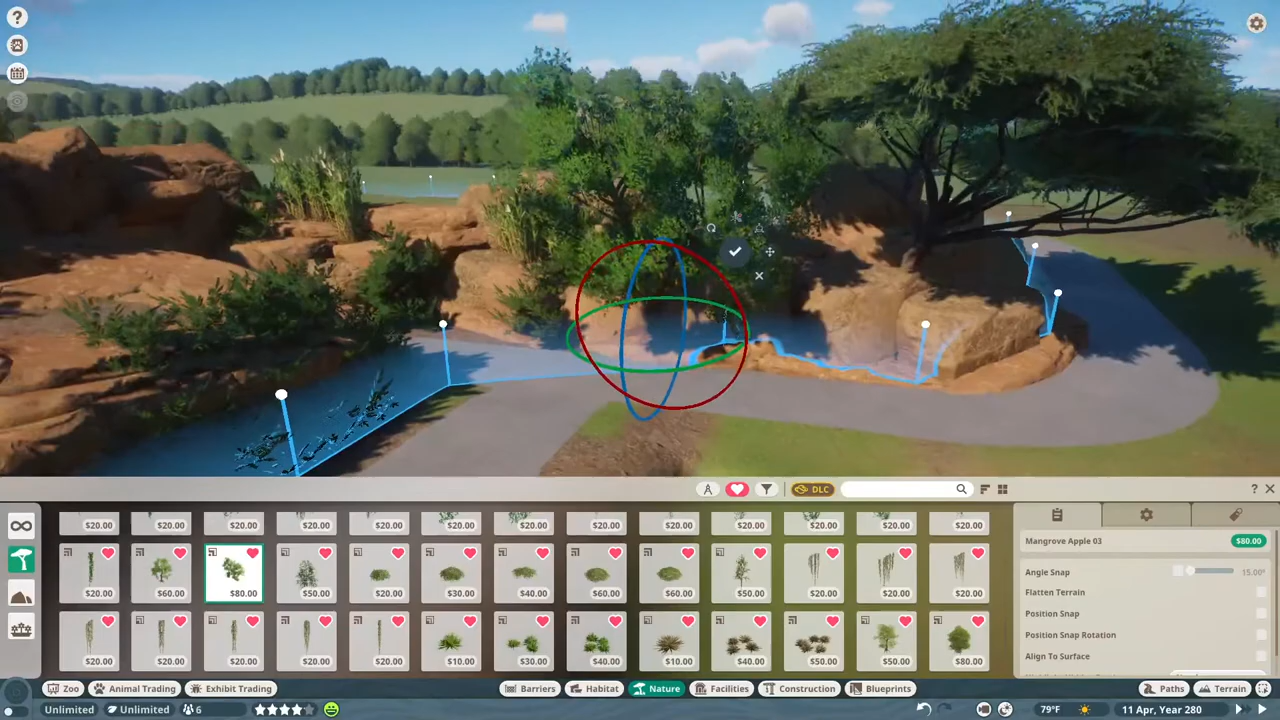 ?
DLC
? ×
$20.00 $20.00 $20.00 $20.00 $20.00 $20.00 $20.00 $20.00 $20.00 $20.00 $20.00 $20.00 $20.00
Mangrove Apple 03 $80.00
$20.00 $60.00 $80.00 $50.00 $20.00 $30.00 $40.00 $60.00 $60.00 $50.00 $20.00 $20.00 $20.00
Angle Snap 15.00°
Flatten Terrain
Position Snap
Position Snap Rotation
Align To Surface
$20.00 $20.00 $20.00 $20.00 $20.00 $10.00 $30.00 $40.00 $10.00 $40.00 $50.00 $50.00 $80.00
Zoo Animal Trading Exhibit Trading Barriers Habitat Nature Facilities Construction Blueprints Paths Terrain
Unlimited Unlimited 6 79°F 11 Apr, Year 280